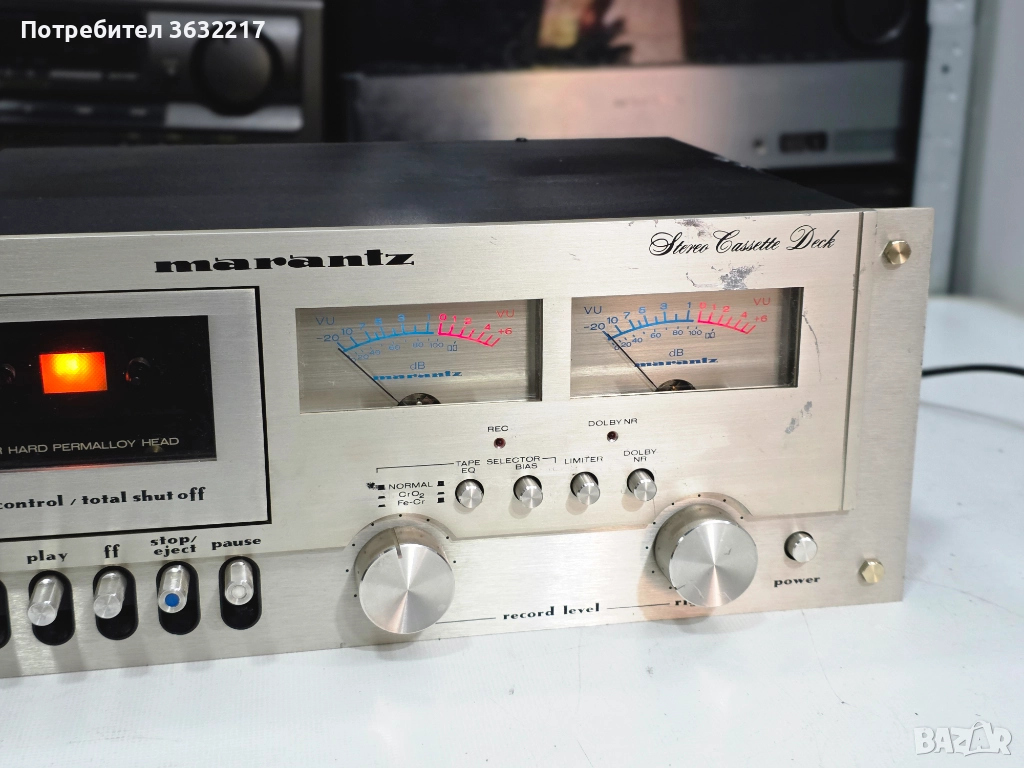 Потребител 3632217
marantz
Stereo Cassette Deck
VU VU
-20 10 7 5 3 1 0 1 2 4 +6
dB
marantz
VU VU
-20 10 7 5 3 1 0 1 2 4 +6
dB
marantz
HARD PERMALLOY HEAD
control / total shut off
REC
DOLBY NR
TAPE SELECTOR
EQ BIAS
LIMITER
DOLBY
NR
NORMAL
CrO2
Fe-Cr
play
ff
stop/
eject
pause
record level
power
BAZAR